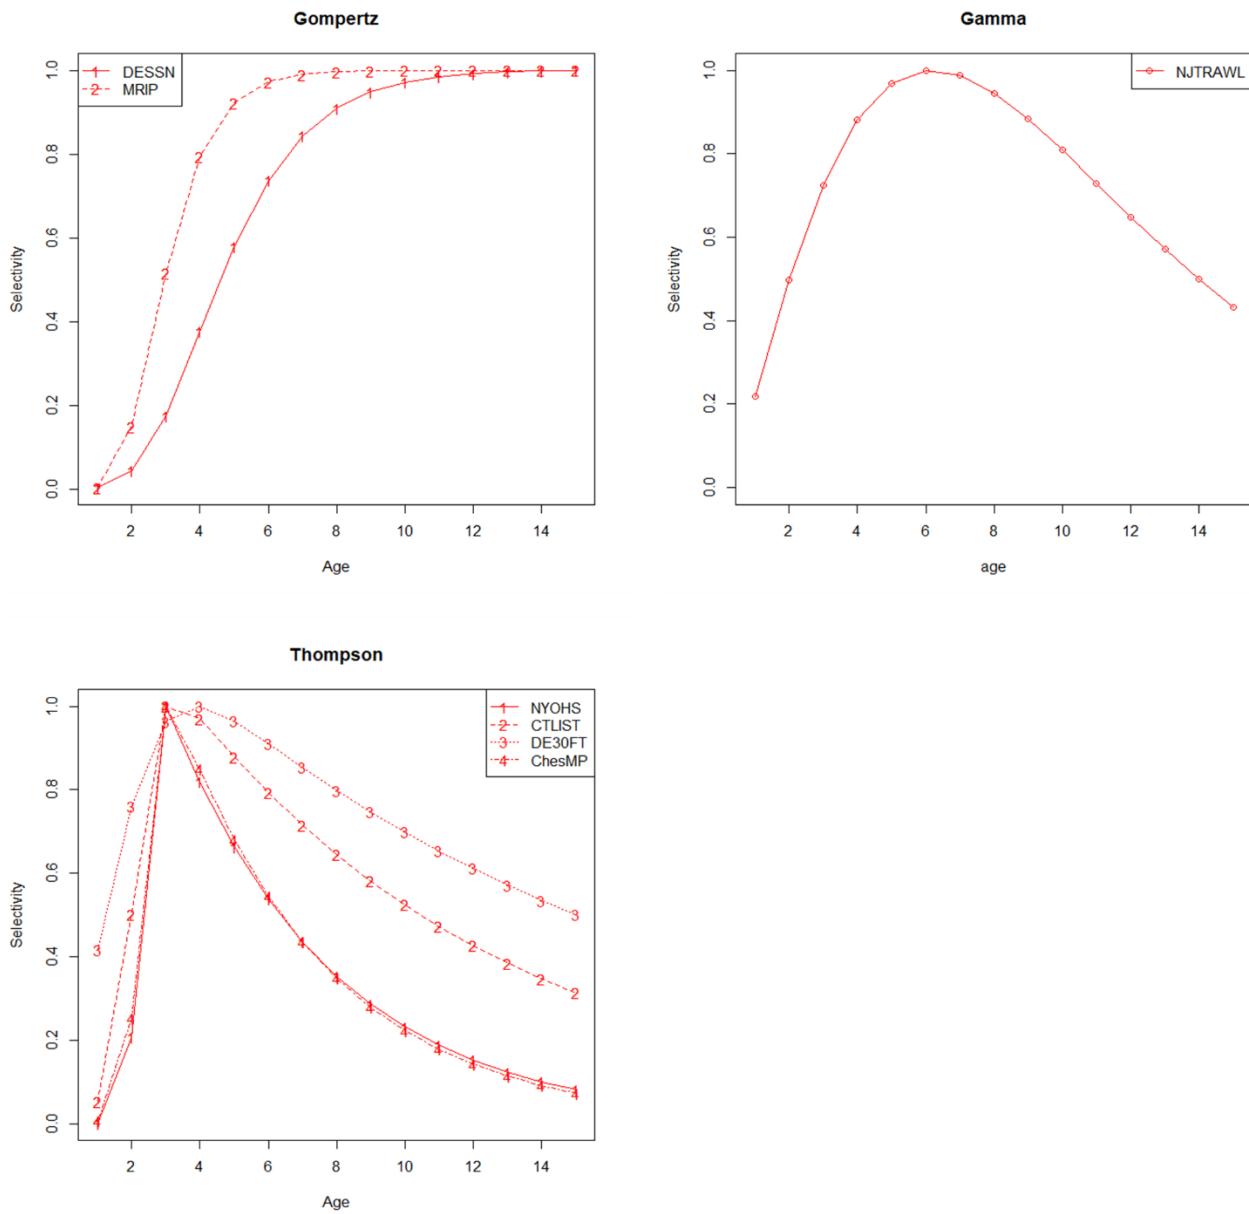 Gompertz
DESSN
MRIP
Selectivity
0.0 0.2 0.4 0.6 0.8 1.0
2 4 6 8 10 12 14
Age
Gamma
NJTRAWL
Selectivity
0.0 0.2 0.4 0.6 0.8 1.0
2 4 6 8 10 12 14
age
Thompson
NYOHS
CTLIST
DE30FT
ChesMP
Selectivity
0.0 0.2 0.4 0.6 0.8 1.0
2 4 6 8 10 12 14
Age